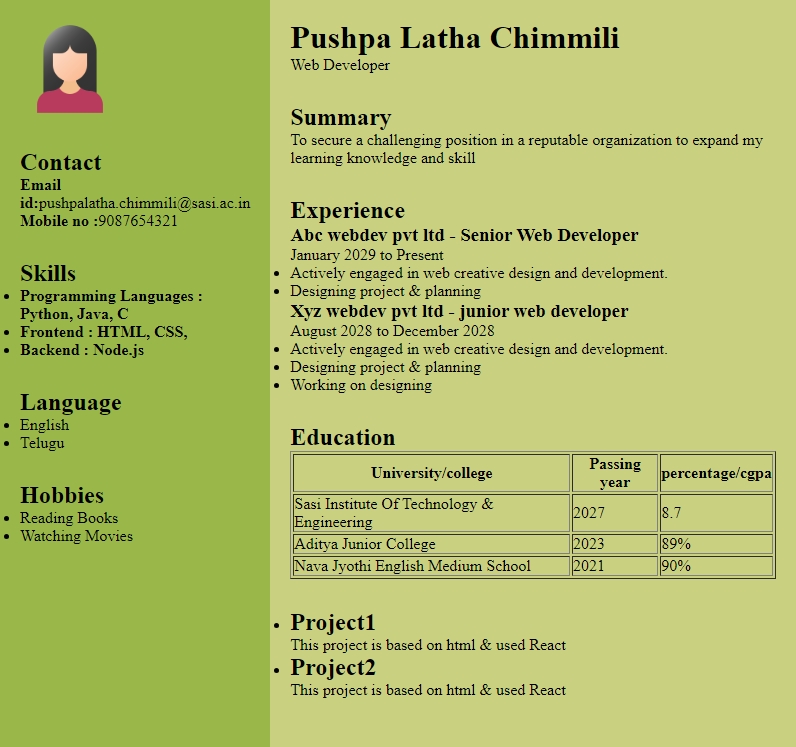 Contact
Email
id:pushpalatha.chimmili@sasi.ac.in
Mobile no :9087654321
Skills
Programming Languages :
Python, Java, C
Frontend : HTML, CSS,
Backend : Node.js
Language
English
Telugu
Hobbies
Reading Books
Watching Movies
Pushpa Latha Chimmili
Web Developer
Summary
To secure a challenging position in a reputable organization to expand my
learning knowledge and skill
Experience
Abc webdev pvt ltd - Senior Web Developer
January 2029 to Present
Actively engaged in web creative design and development.
Designing project & planning
Xyz webdev pvt ltd - junior web developer
August 2028 to December 2028
Actively engaged in web creative design and development.
Designing project & planning
Working on designing
Education
University/college Passing year percentage/cgpa
Sasi Institute Of Technology & Engineering 2027 8.7
Aditya Junior College 2023 89%
Nava Jyothi English Medium School 2021 90%
Project1
This project is based on html & used React
Project2
This project is based on html & used React